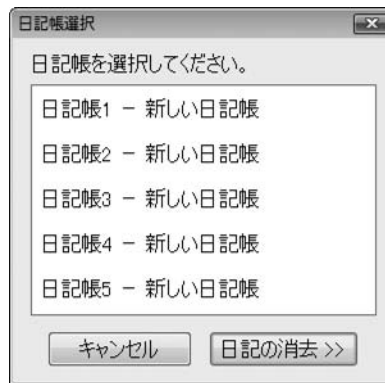 日記帳選択
日記帳を選択してください。
日記帳1 － 新しい日記帳
日記帳2 － 新しい日記帳
日記帳3 － 新しい日記帳
日記帳4 － 新しい日記帳
日記帳5 － 新しい日記帳
キャンセル 日記の消去 >>